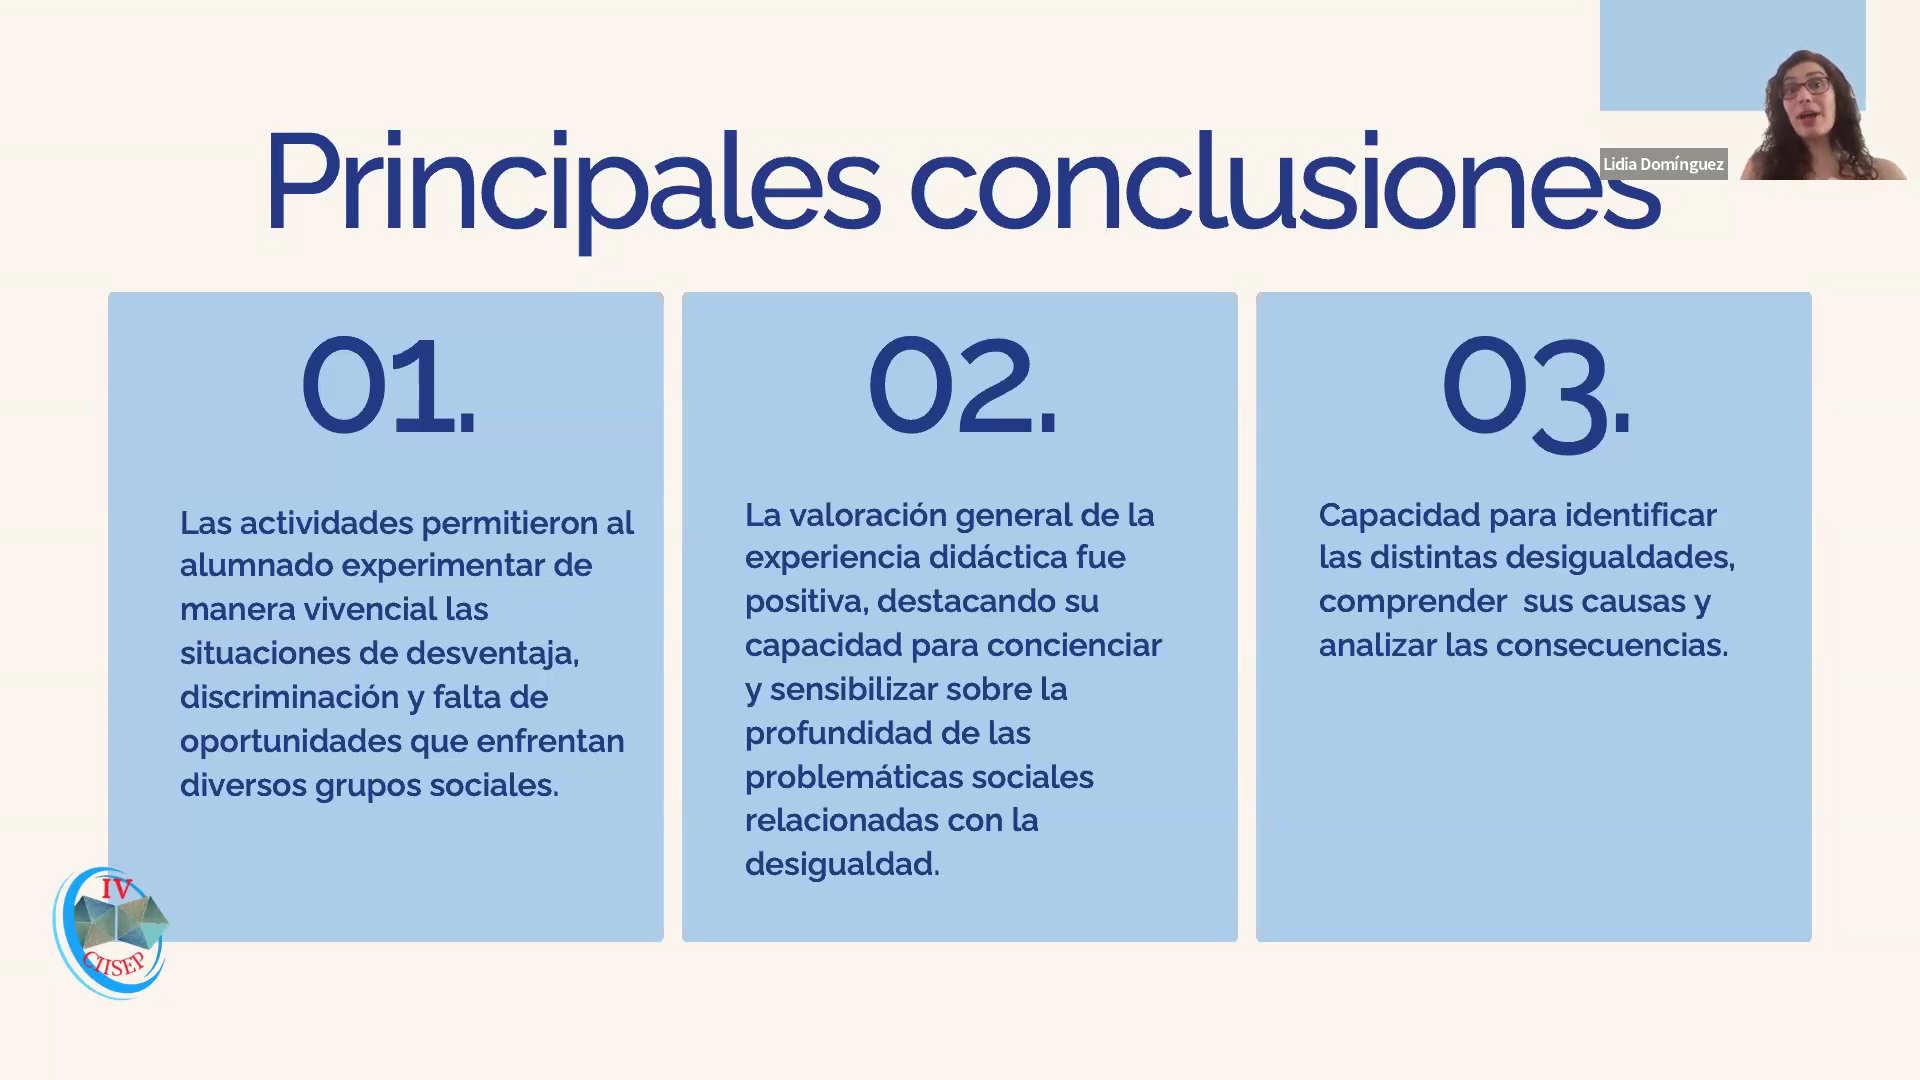 Principales conclusiones
Lidia Domínguez
01.
Las actividades permitieron al
alumnado experimentar de
manera vivencial las
situaciones de desventaja,
discriminación y falta de
oportunidades que enfrentan
diversos grupos sociales.
02.
La valoración general de la
experiencia didáctica fue
positiva, destacando su
capacidad para concienciar
y sensibilizar sobre la
profundidad de las
problemáticas sociales
relacionadas con la
desigualdad.
03.
Capacidad para identificar
las distintas desigualdades,
comprender  sus causas y
analizar las consecuencias.
IV
CIISEP